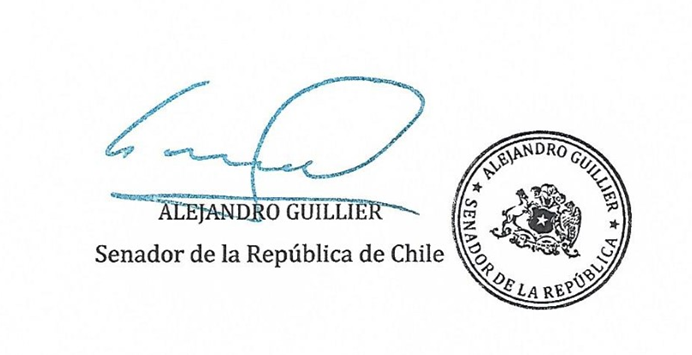 ALEJANDRO GUILLIER
Senador de la República de Chile
★ ALEJANDRO GUILLIER ★
SENADOR DE LA REPÚBLICA